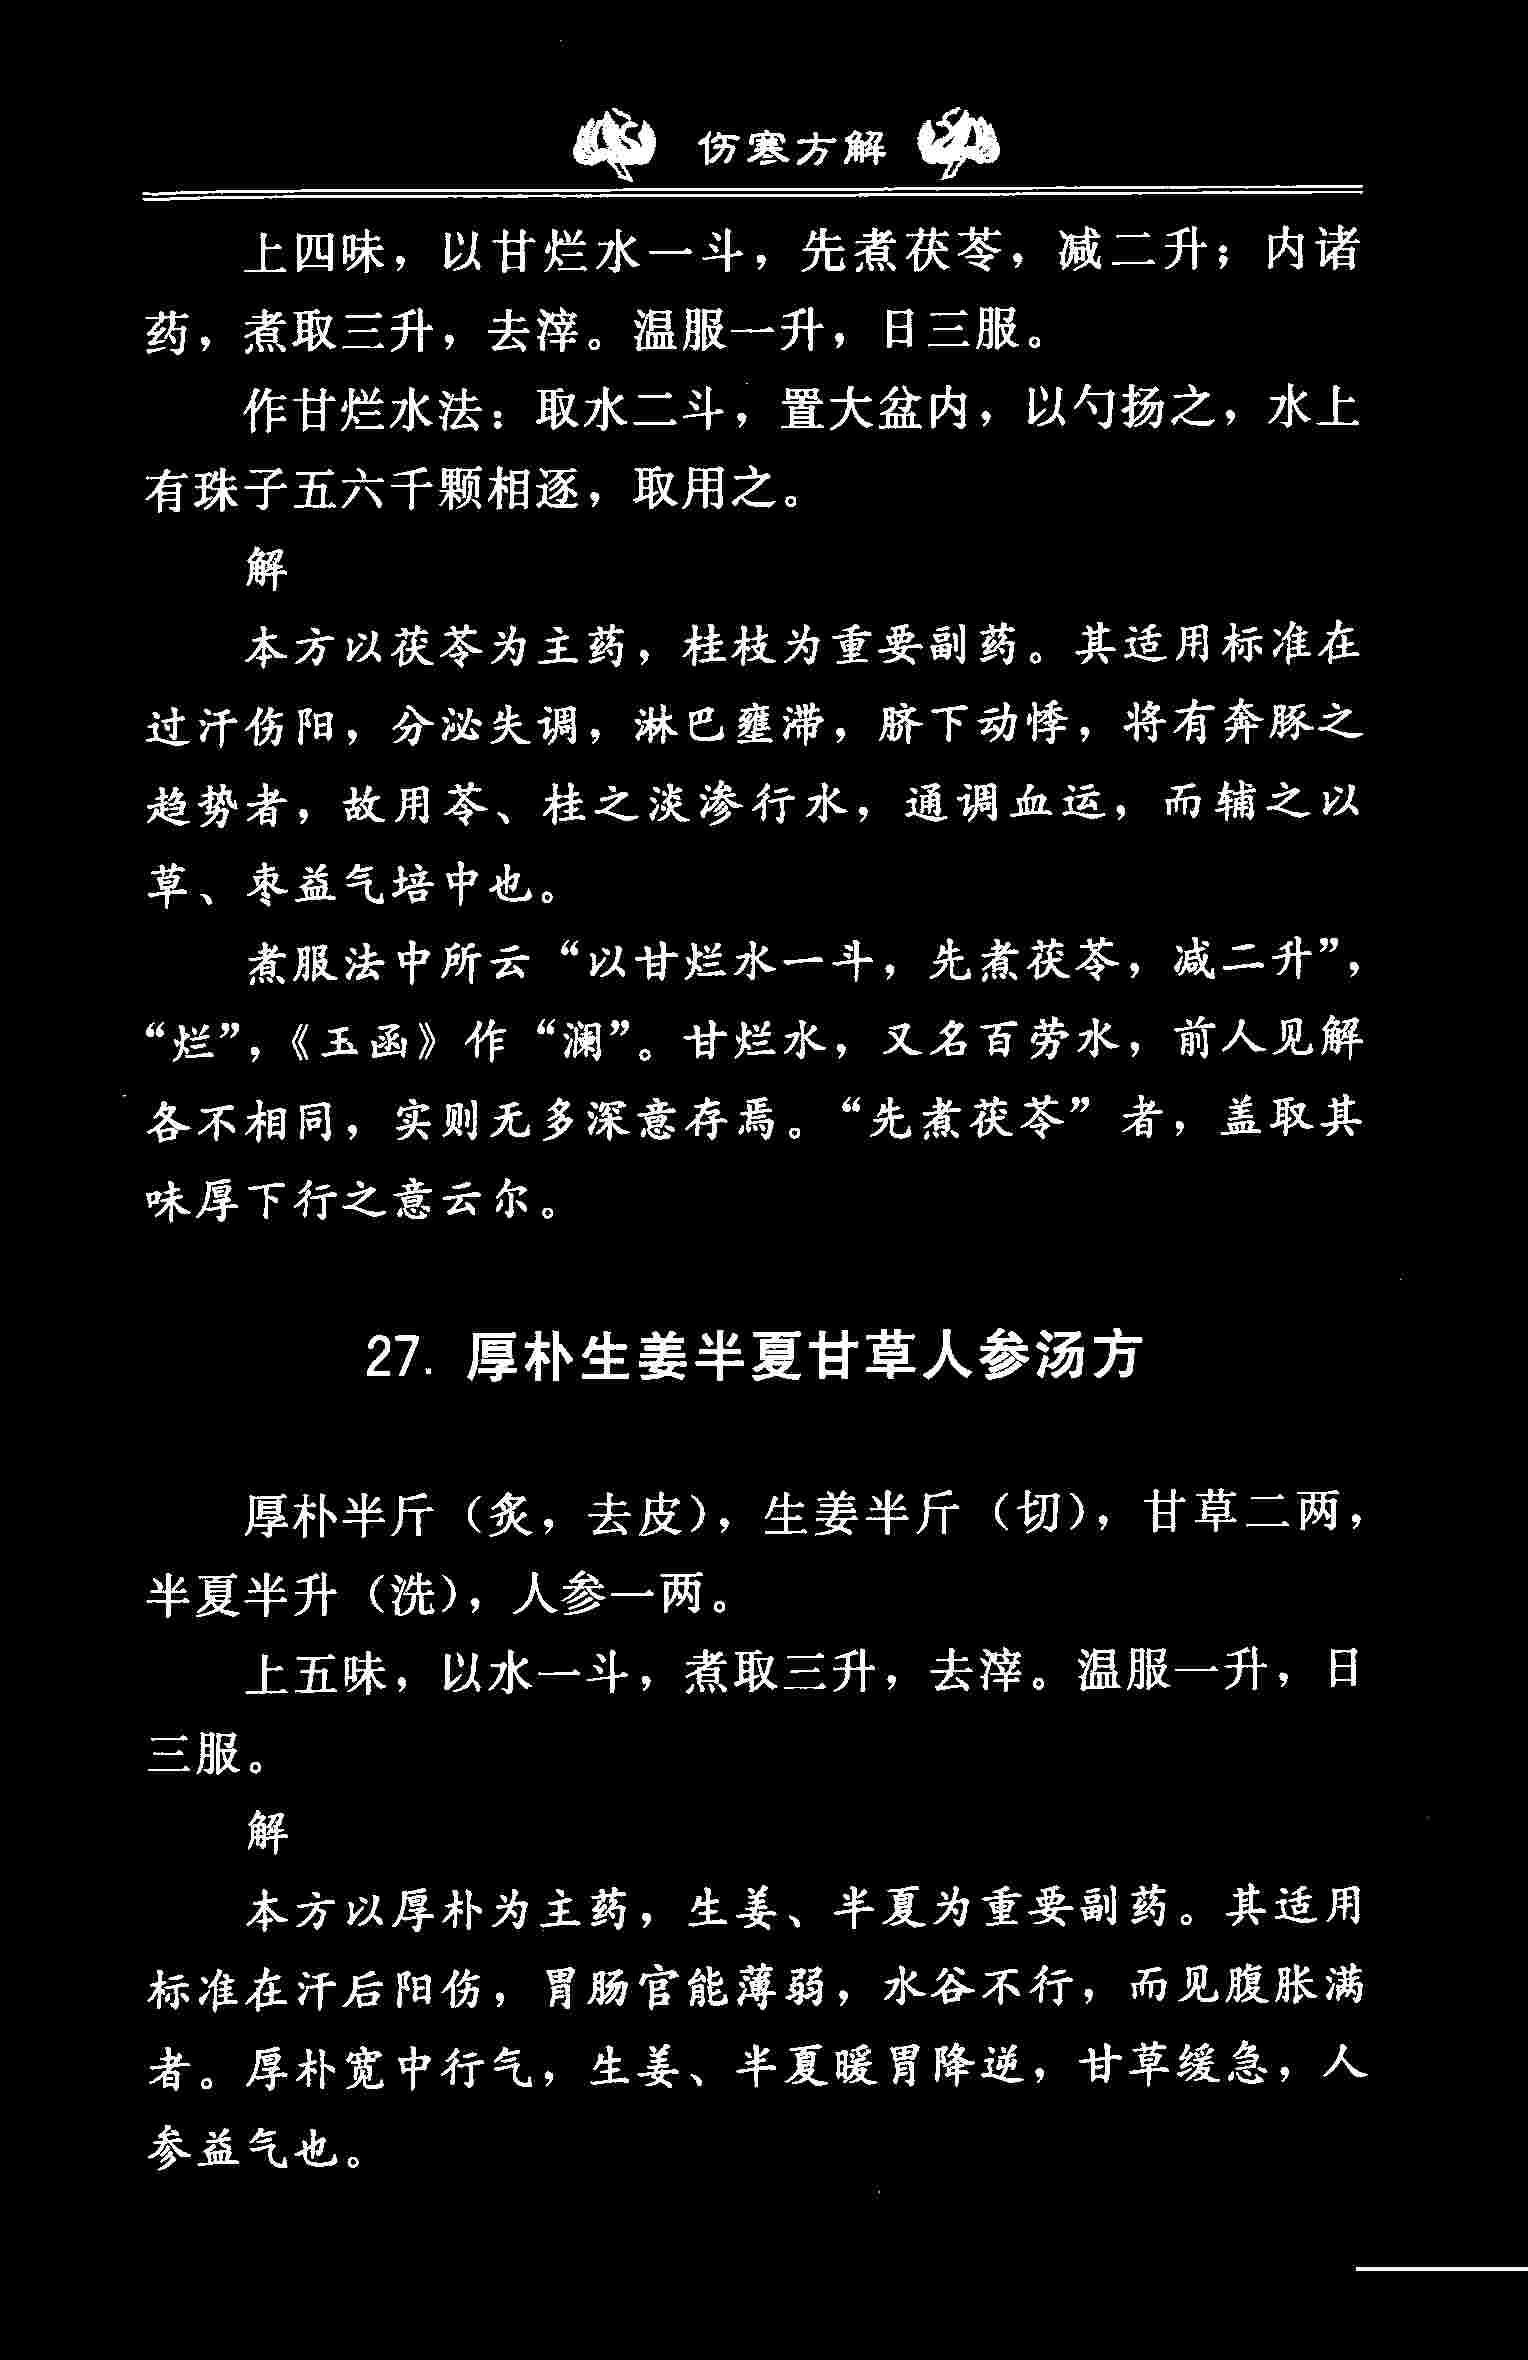 伤寒方解
上四味，以甘烂水一斗，先煮茯苓，减二升；内诸
药，煮取三升，去滓。温服一升，日三服。
作甘烂水法：取水二斗，置大盆内，以勺扬之，水上
有珠子五六千颗相逐，取用之。
解
本方以茯苓为主药，桂枝为重要副药。其适用标准在
过汗伤阳，分泌失调，淋巴壅滞，脐下动悸，将有奔豚之
趋势者，故用苓、桂之淡渗行水，通调血运，而辅之以
草、枣益气培中也。
煮服法中所云“以甘烂水一斗，先煮茯苓，减二升”，
“烂”，《玉函》作“澜”。甘烂水，又名百劳水，前人见解
各不相同，实则无多深意存焉。“先煮茯苓”者，盖取其
味厚下行之意云尔。
27. 厚朴生姜半夏甘草人参汤方
厚朴半斤（炙，去皮），生姜半斤（切），甘草二两，
半夏半升（洗），人参一两。
上五味，以水一斗，煮取三升，去滓。温服一升，日
三服。
解
本方以厚朴为主药，生姜、半夏为重要副药。其适用
标准在汗后阳伤，胃肠官能薄弱，水谷不行，而见腹胀满
者。厚朴宽中行气，生姜、半夏暖胃降逆，甘草缓急，人
参益气也。